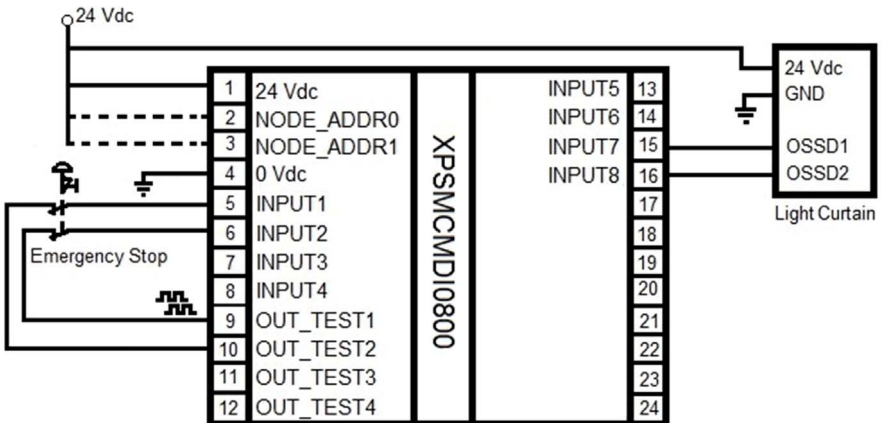 24 Vdc
1 24 Vdc
2 NODE_ADDR0
3 NODE_ADDR1
4 0 Vdc
5 INPUT1
6 INPUT2
7 INPUT3
8 INPUT4
9 OUT_TEST1
10 OUT_TEST2
11 OUT_TEST3
12 OUT_TEST4
Emergency Stop
XPSMCMDI0800
INPUT5 13
INPUT6 14
INPUT7 15
INPUT8 16
17
18
19
20
21
22
23
24
24 Vdc
GND
OSSD1
OSSD2
Light Curtain